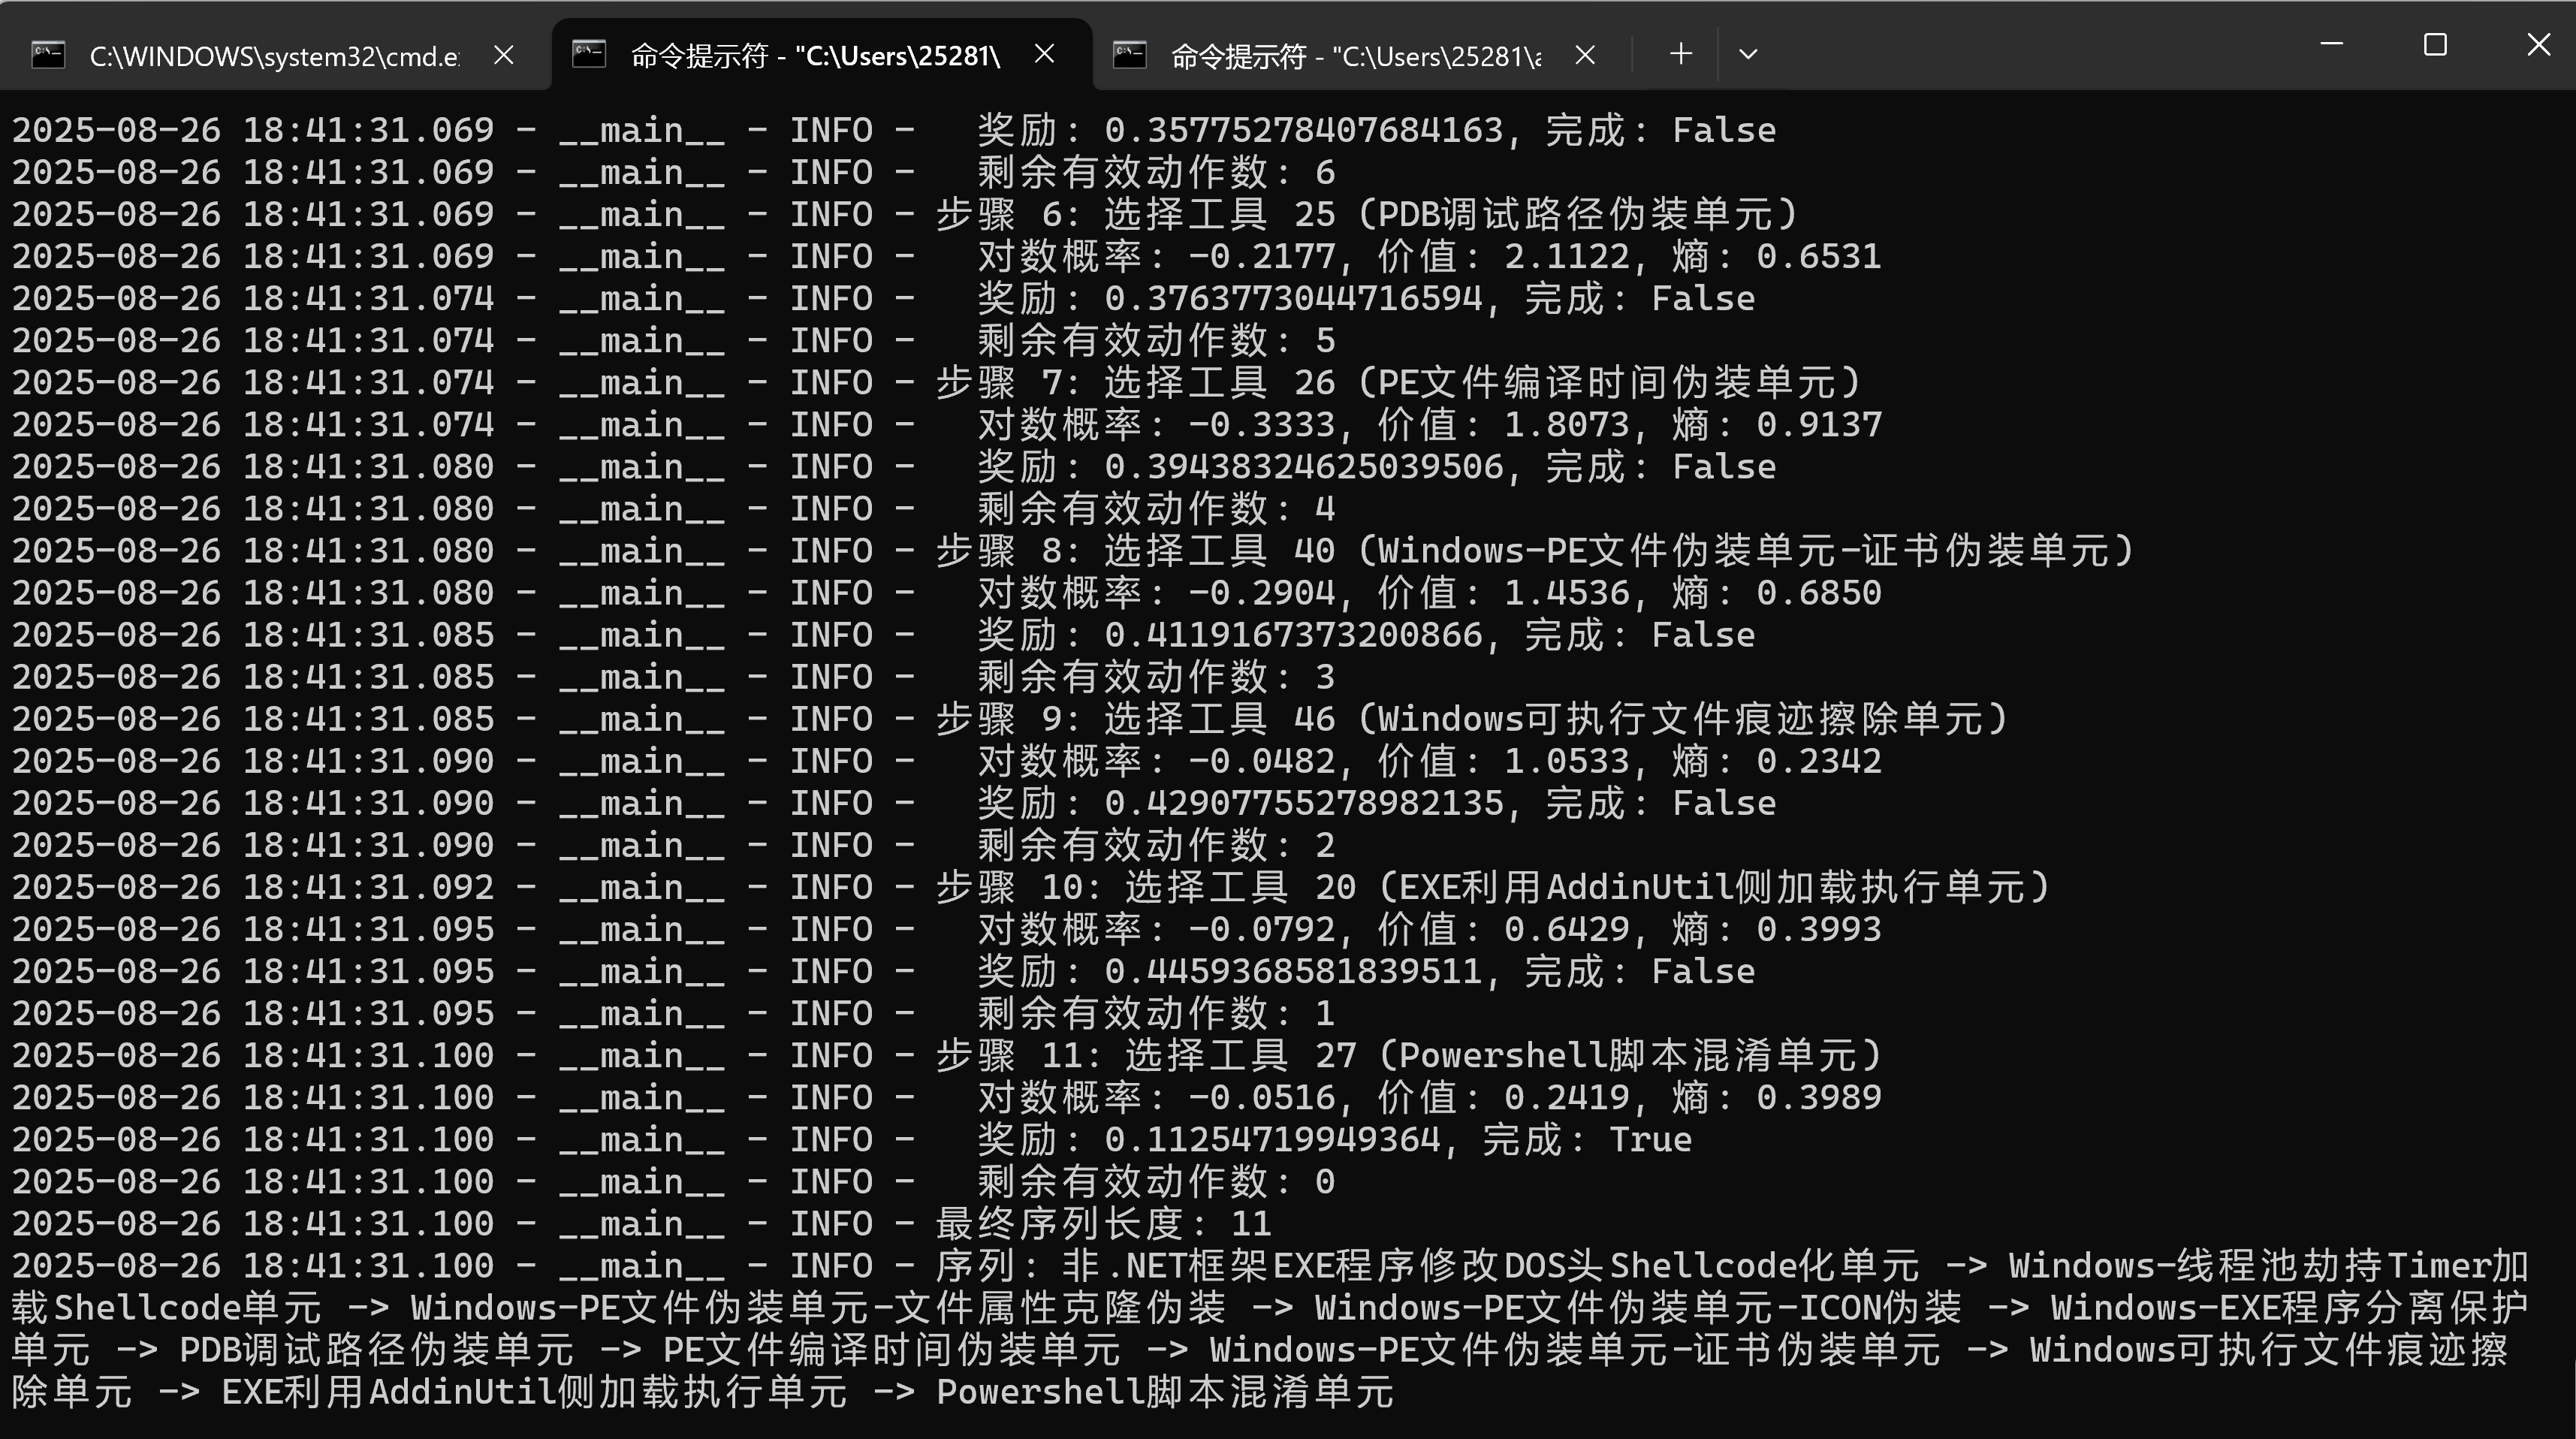 C:\WINDOWS\system32\cmd.e
命令提示符 - "C:\Users\25281\
命令提示符 - "C:\Users\25281\a
2025-08-26 18:41:31.069 - __main__ - INFO -   奖励: 0.35775278407684163, 完成: False
2025-08-26 18:41:31.069 - __main__ - INFO -   剩余有效动作数: 6
2025-08-26 18:41:31.069 - __main__ - INFO - 步骤 6: 选择工具 25 (PDB调试路径伪装单元)
2025-08-26 18:41:31.069 - __main__ - INFO -   对数概率: -0.2177, 价值: 2.1122, 熵: 0.6531
2025-08-26 18:41:31.074 - __main__ - INFO -   奖励: 0.3763773044716594, 完成: False
2025-08-26 18:41:31.074 - __main__ - INFO -   剩余有效动作数: 5
2025-08-26 18:41:31.074 - __main__ - INFO - 步骤 7: 选择工具 26 (PE文件编译时间伪装单元)
2025-08-26 18:41:31.074 - __main__ - INFO -   对数概率: -0.3333, 价值: 1.8073, 熵: 0.9137
2025-08-26 18:41:31.080 - __main__ - INFO -   奖励: 0.39438324625039506, 完成: False
2025-08-26 18:41:31.080 - __main__ - INFO -   剩余有效动作数: 4
2025-08-26 18:41:31.080 - __main__ - INFO - 步骤 8: 选择工具 40 (Windows-PE文件伪装单元-证书伪装单元)
2025-08-26 18:41:31.080 - __main__ - INFO -   对数概率: -0.2904, 价值: 1.4536, 熵: 0.6850
2025-08-26 18:41:31.085 - __main__ - INFO -   奖励: 0.4119167373200866, 完成: False
2025-08-26 18:41:31.085 - __main__ - INFO -   剩余有效动作数: 3
2025-08-26 18:41:31.085 - __main__ - INFO - 步骤 9: 选择工具 46 (Windows可执行文件痕迹擦除单元)
2025-08-26 18:41:31.090 - __main__ - INFO -   对数概率: -0.0482, 价值: 1.0533, 熵: 0.2342
2025-08-26 18:41:31.090 - __main__ - INFO -   奖励: 0.42907755278982135, 完成: False
2025-08-26 18:41:31.090 - __main__ - INFO -   剩余有效动作数: 2
2025-08-26 18:41:31.092 - __main__ - INFO - 步骤 10: 选择工具 20 (EXE利用AddinUtil侧加载执行单元)
2025-08-26 18:41:31.095 - __main__ - INFO -   对数概率: -0.0792, 价值: 0.6429, 熵: 0.3993
2025-08-26 18:41:31.095 - __main__ - INFO -   奖励: 0.4459368581839511, 完成: False
2025-08-26 18:41:31.095 - __main__ - INFO -   剩余有效动作数: 1
2025-08-26 18:41:31.100 - __main__ - INFO - 步骤 11: 选择工具 27 (Powershell脚本混淆单元)
2025-08-26 18:41:31.100 - __main__ - INFO -   对数概率: -0.0516, 价值: 0.2419, 熵: 0.3989
2025-08-26 18:41:31.100 - __main__ - INFO -   奖励: 0.11254719949364, 完成: True
2025-08-26 18:41:31.100 - __main__ - INFO -   剩余有效动作数: 0
2025-08-26 18:41:31.100 - __main__ - INFO - 最终序列长度: 11
2025-08-26 18:41:31.100 - __main__ - INFO - 序列: 非.NET框架EXE程序修改DOS头Shellcode化单元 -> Windows-线程池劫持Timer加
载Shellcode单元 -> Windows-PE文件伪装单元-文件属性克隆伪装 -> Windows-PE文件伪装单元-ICON伪装 -> Windows-EXE程序分离保护
单元 -> PDB调试路径伪装单元 -> PE文件编译时间伪装单元 -> Windows-PE文件伪装单元-证书伪装单元 -> Windows可执行文件痕迹擦
除单元 -> EXE利用AddinUtil侧加载执行单元 -> Powershell脚本混淆单元